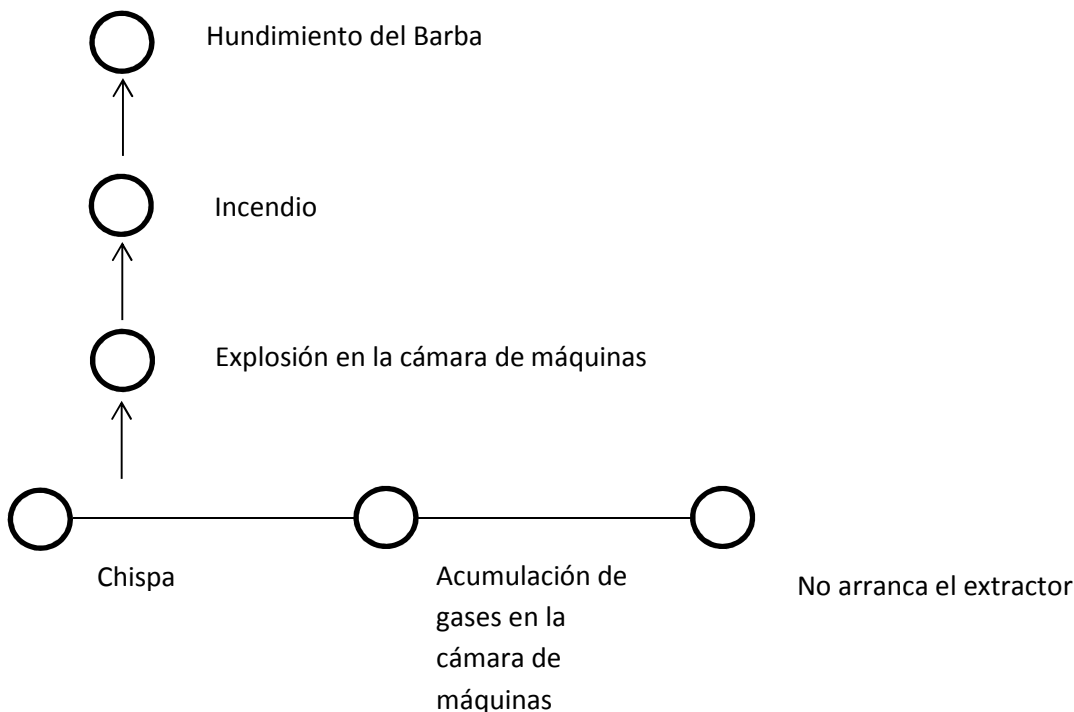 Hundimiento del Barba
Incendio
Explosión en la cámara de máquinas
Chispa
Acumulación de
gases en la
cámara de
máquinas
No arranca el extractor